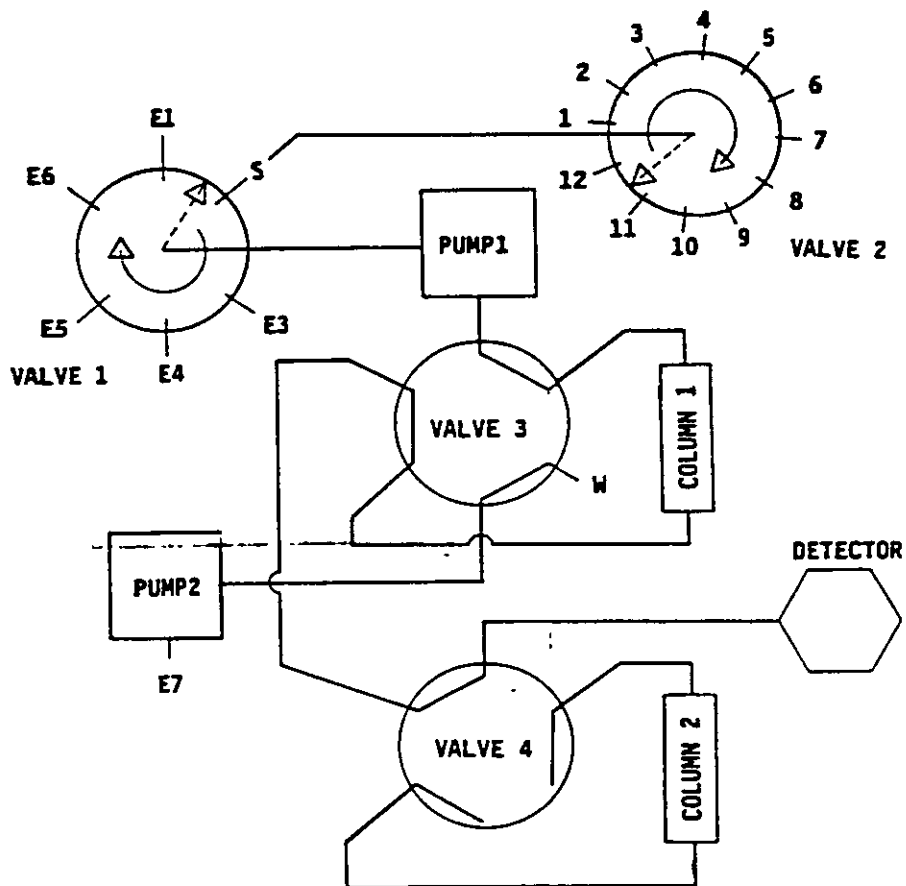 4
3
5
2
6
E1
1
7
S
E6
12
8
11
9
10
PUMP1
VALVE 2
E5
E3
VALVE 1
E4
VALVE 3
COLUMN 1
W
DETECTOR
PUMP2
E7
VALVE 4
COLUMN 2